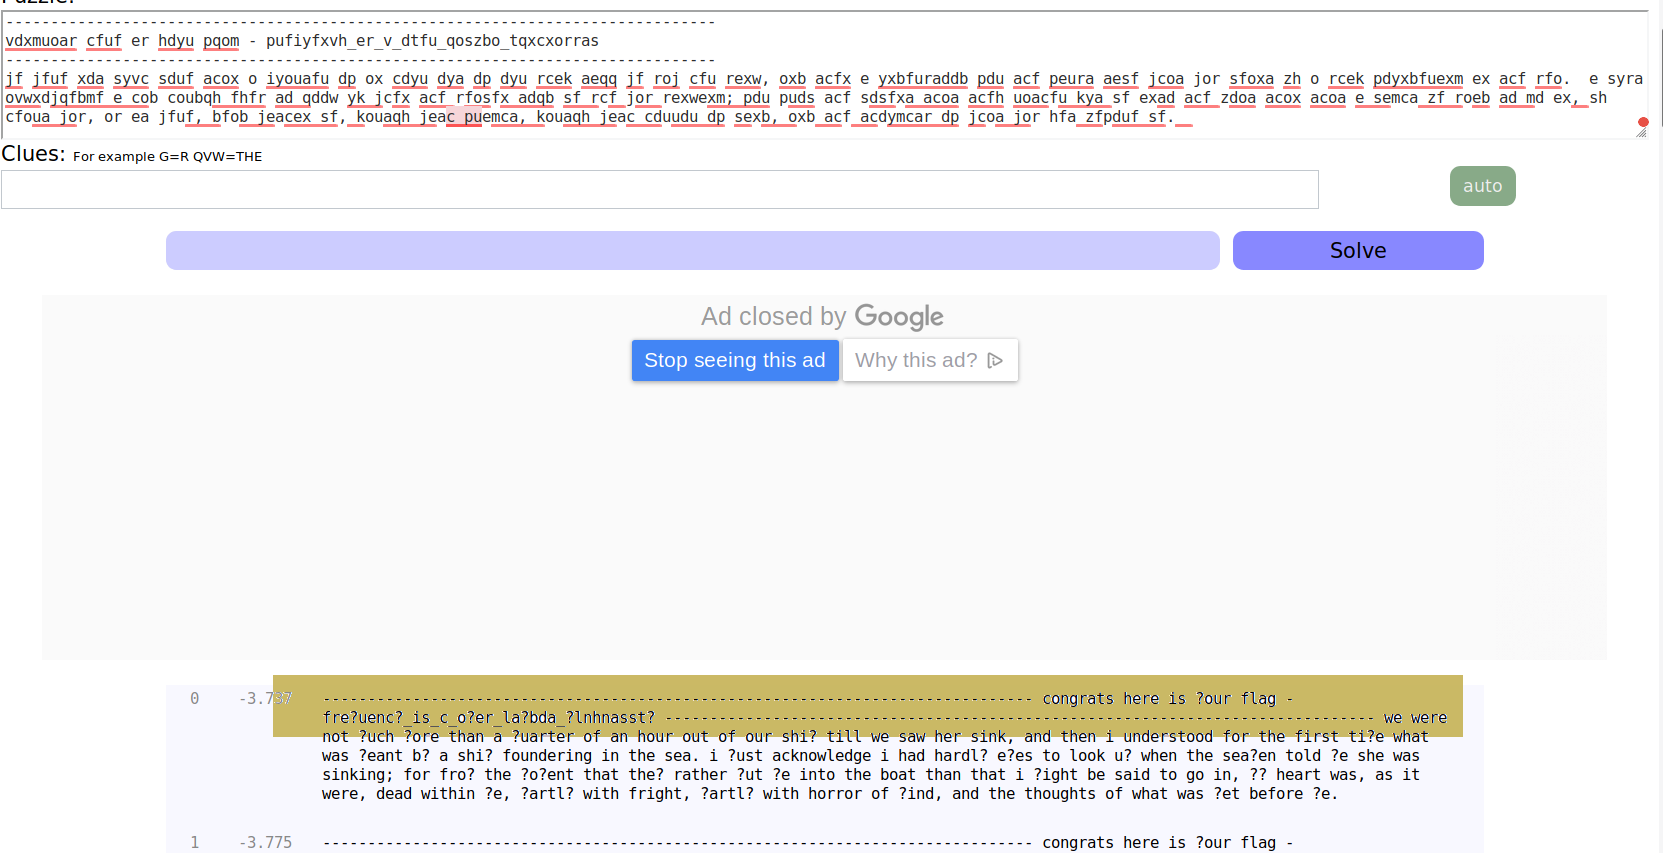 -------------------------------------------------------------------------------
vdxmuoar cfuf er hdyu pqom - pufiyfxvh_er_v_dtfu_qoszbo_tqxcxorras
-------------------------------------------------------------------------------
jf jfuf xda syvc sduf acox o iyouafu dp ox cdyu dya dp dyu rcek aeqq jf roj cfu rexw, oxb acfx e yxbfuraddb pdu acf peura aesf jcoa jor sfoxa zh o rcek pdyxbfuexm ex acf rfo.  e syra
ovwxdjqfbmf e cob coubqh fhfr ad qddw yk jcfx acf rfosfx adqb sf rcf jor rexwexm; pdu puds acf sdsfxa acoa acfh uoacfu kya sf exad acf zdoa acox acoa e semca zf roeb ad md ex, sh
cfoua jor, or ea jfuf, bfob jeacex sf, kouaqh jeac puemca, kouaqh jeac cduudu dp sexb, oxb acf acdymcar dp jcoa jor hfa zfpduf sf.
Clues: For example G=R QVW=THE
auto
Solve
Ad closed by Google
Stop seeing this ad
Why this ad?
0 -3.737 ------------------------------------------------------------------------------- congrats here is ?our flag -
fre?uenc?_is_c_o?er_la?bda_?lnhnasst? ------------------------------------------------------------------------------- we were
not ?uch ?ore than a ?uarter of an hour out of our shi? till we saw her sink, and then i understood for the first ti?e what
was ?eant b? a shi? foundering in the sea. i ?ust acknowledge i had hardl? e?es to look u? when the sea?en told ?e she was
sinking; for fro? the ?o?ent that the? rather ?ut ?e into the boat than that i ?ight be said to go in, ?? heart was, as it
were, dead within ?e, ?artl? with fright, ?artl? with horror of ?ind, and the thoughts of what was ?et before ?e.
1 -3.775 ------------------------------------------------------------------------------- congrats here is ?our flag -